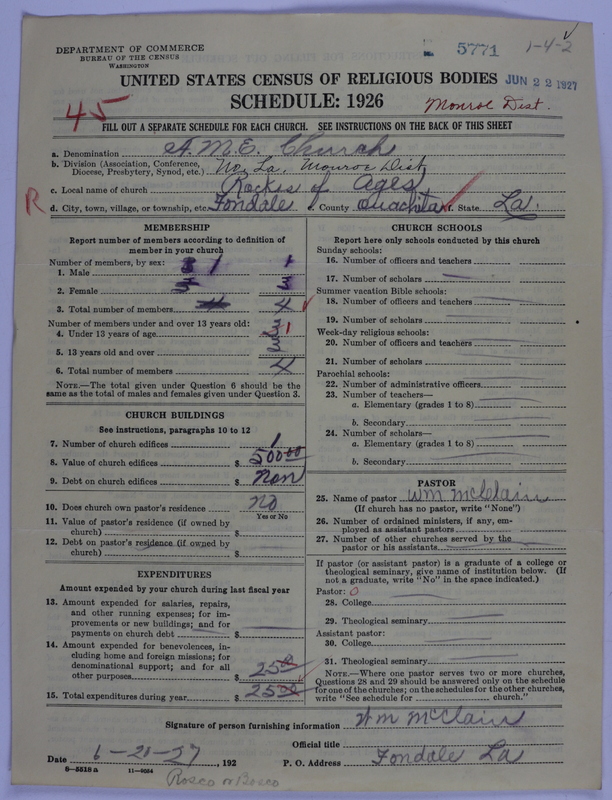 DEPARTMENT OF COMMERCE
BUREAU OF THE CENSUS
WASHINGTON
5771
1-4-2
UNITED STATES CENSUS OF RELIGIOUS BODIES
JUN 22 1927
SCHEDULE: 1926
45
Monroe Dist.
FILL OUT A SEPARATE SCHEDULE FOR EACH CHURCH. SEE INSTRUCTIONS ON THE BACK OF THIS SHEET
a. Denomination A.M.E. Church
b. Division (Association, Conference, Diocese, Presbytery, Synod, etc.) No. La. Monroe Dist
c. Local name of church Rockes of Ages
R
d. City, town, village, or township, etc. Fondale e. County Ouachita f. State La.
MEMBERSHIP
Report number of members according to definition of
member in your church
Number of members, by sex:
1. Male 1
2. Female 3
3. Total number of members 4
Number of members under and over 13 years old:
4. Under 13 years of age 1
5. 13 years old and over
6. Total number of members 4
NOTE.—The total given under Question 6 should be the
same as the total of males and females given under Question 3.
CHURCH BUILDINGS
See instructions, paragraphs 10 to 12
7. Number of church edifices 1
8. Value of church edifices $ 500.00
9. Debt on church edifices $ Non
10. Does church own pastor's residence no
Yes or No
11. Value of pastor's residence (if owned by
church) $
12. Debt on pastor's residence (if owned by
church) $
EXPENDITURES
Amount expended by your church during last fiscal year
13. Amount expended for salaries, repairs,
and other running expenses; for im-
provements or new buildings; and for
payments on church debt $
14. Amount expended for benevolences, in-
cluding home and foreign missions; for
denominational support; and for all
other purposes $ 25
15. Total expenditures during year $ 25
CHURCH SCHOOLS
Report here only schools conducted by this church
Sunday schools:
16. Number of officers and teachers
17. Number of scholars
Summer vacation Bible schools:
18. Number of officers and teachers
19. Number of scholars
Week-day religious schools:
20. Number of officers and teachers
21. Number of scholars
Parochial schools:
22. Number of administrative officers
23. Number of teachers—
a. Elementary (grades 1 to 8)
b. Secondary
24. Number of scholars—
a. Elementary (grades 1 to 8)
b. Secondary
PASTOR
25. Name of pastor Wm McClain
(If church has no pastor, write "None")
26. Number of ordained ministers, if any, em-
ployed as assistant pastors
27. Number of other churches served by the
pastor or his assistants
If pastor (or assistant pastor) is a graduate of a college or
theological seminary, give name of institution below. (If
not a graduate, write "No" in the space indicated.)
Pastor: 0
28. College
29. Theological seminary
Assistant pastor:
30. College
31. Theological seminary
NOTE.—Where one pastor serves two or more churches,
Questions 28 and 29 should be answered only on the schedule
for one of the churches; on the schedules for the other churches,
write "See schedule for church."
Signature of person furnishing information Wm McClain
Official title
Date 6-21-27, 192
P. O. Address Fondale La
8-5518 a 11-9034
Rosco or Bosco